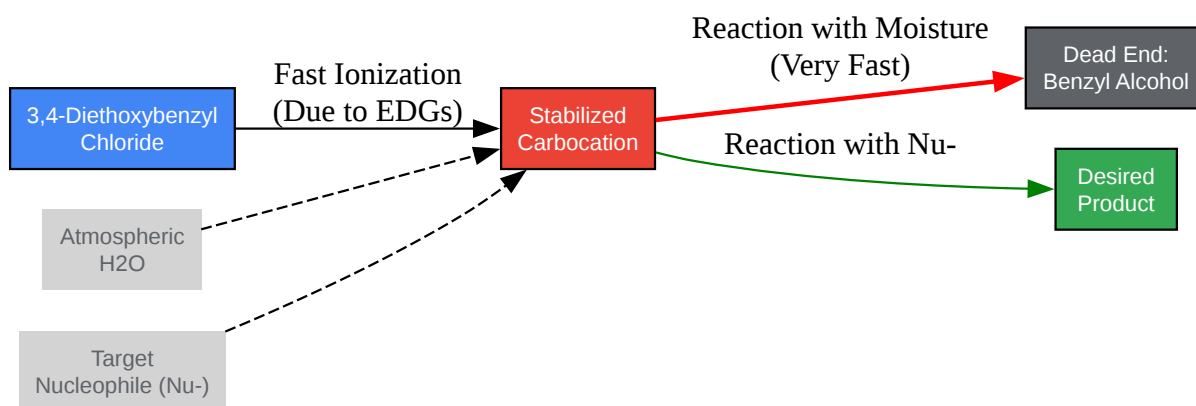 3,4-Diethoxybenzyl
Chloride
Fast Ionization
(Due to EDGs)
Stabilized
Carbocation
Reaction with Moisture
(Very Fast)
Dead End:
Benzyl Alcohol
Reaction with Nu-
Desired
Product
Atmospheric
H2O
Target
Nucleophile (Nu-)